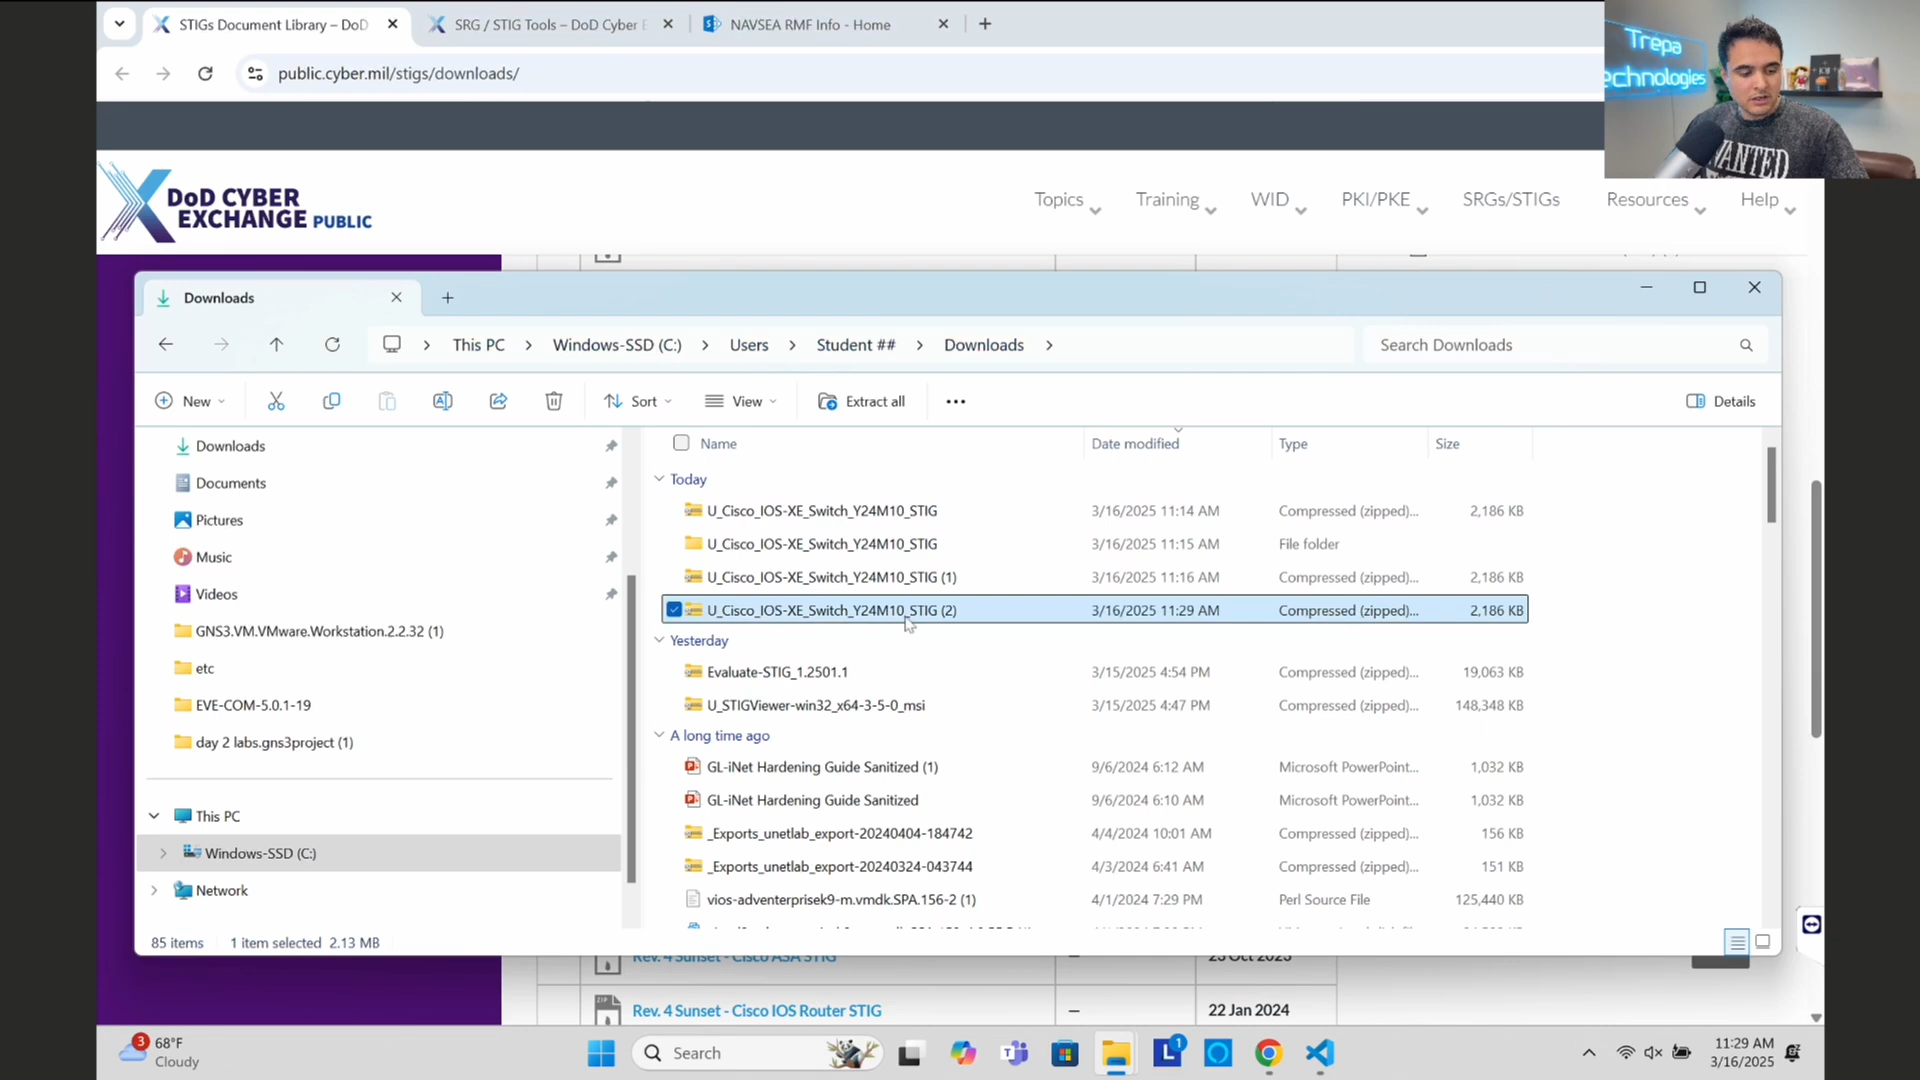 STIGs Document Library – DoD
SRG / STIG Tools – DoD Cyber E
NAVSEA RMF Info - Home
public.cyber.mil/stigs/downloads/
Trépa
Technologies
WANTED
DoD CYBER
EXCHANGE PUBLIC
Topics
Training
WID
PKI/PKE
SRGs/STIGs
Resources
Help
Downloads
This PC > Windows-SSD (C:) > Users > Student ## > Downloads >
Search Downloads
New
Sort
View
Extract all
Details
Downloads
Documents
Pictures
Music
Videos
GNS3.VM.VMware.Workstation.2.2.32 (1)
etc
EVE-COM-5.0.1-19
day 2 labs.gns3project (1)
This PC
Windows-SSD (C:)
Network
Name Date modified Type Size
Today
U_Cisco_IOS-XE_Switch_Y24M10_STIG 3/16/2025 11:14 AM Compressed (zipped)... 2,186 KB
U_Cisco_IOS-XE_Switch_Y24M10_STIG 3/16/2025 11:15 AM File folder
U_Cisco_IOS-XE_Switch_Y24M10_STIG (1) 3/16/2025 11:16 AM Compressed (zipped)... 2,186 KB
U_Cisco_IOS-XE_Switch_Y24M10_STIG (2) 3/16/2025 11:29 AM Compressed (zipped)... 2,186 KB
Yesterday
Evaluate-STIG_1.2501.1 3/15/2025 4:54 PM Compressed (zipped)... 19,063 KB
U_STIGViewer-win32_x64-3-5-0_msi 3/15/2025 4:47 PM Compressed (zipped)... 148,348 KB
A long time ago
GL-iNet Hardening Guide Sanitized (1) 9/6/2024 6:12 AM Microsoft PowerPoint... 1,032 KB
GL-iNet Hardening Guide Sanitized 9/6/2024 6:10 AM Microsoft PowerPoint... 1,032 KB
_Exports_unetlab_export-20240404-184742 4/4/2024 10:01 AM Compressed (zipped)... 156 KB
_Exports_unetlab_export-20240324-043744 4/3/2024 6:41 AM Compressed (zipped)... 151 KB
vios-adventerprisek9-m.vmdk.SPA.156-2 (1) 4/1/2024 7:29 PM Perl Source File 125,440 KB
85 items 1 item selected 2.13 MB
Rev. 4 Sunset - Cisco ASA STIG – 23 Oct 2023
ZIP Rev. 4 Sunset - Cisco IOS Router STIG – 22 Jan 2024
3
68°F
Cloudy
Search
L 1
11:29 AM
3/16/2025